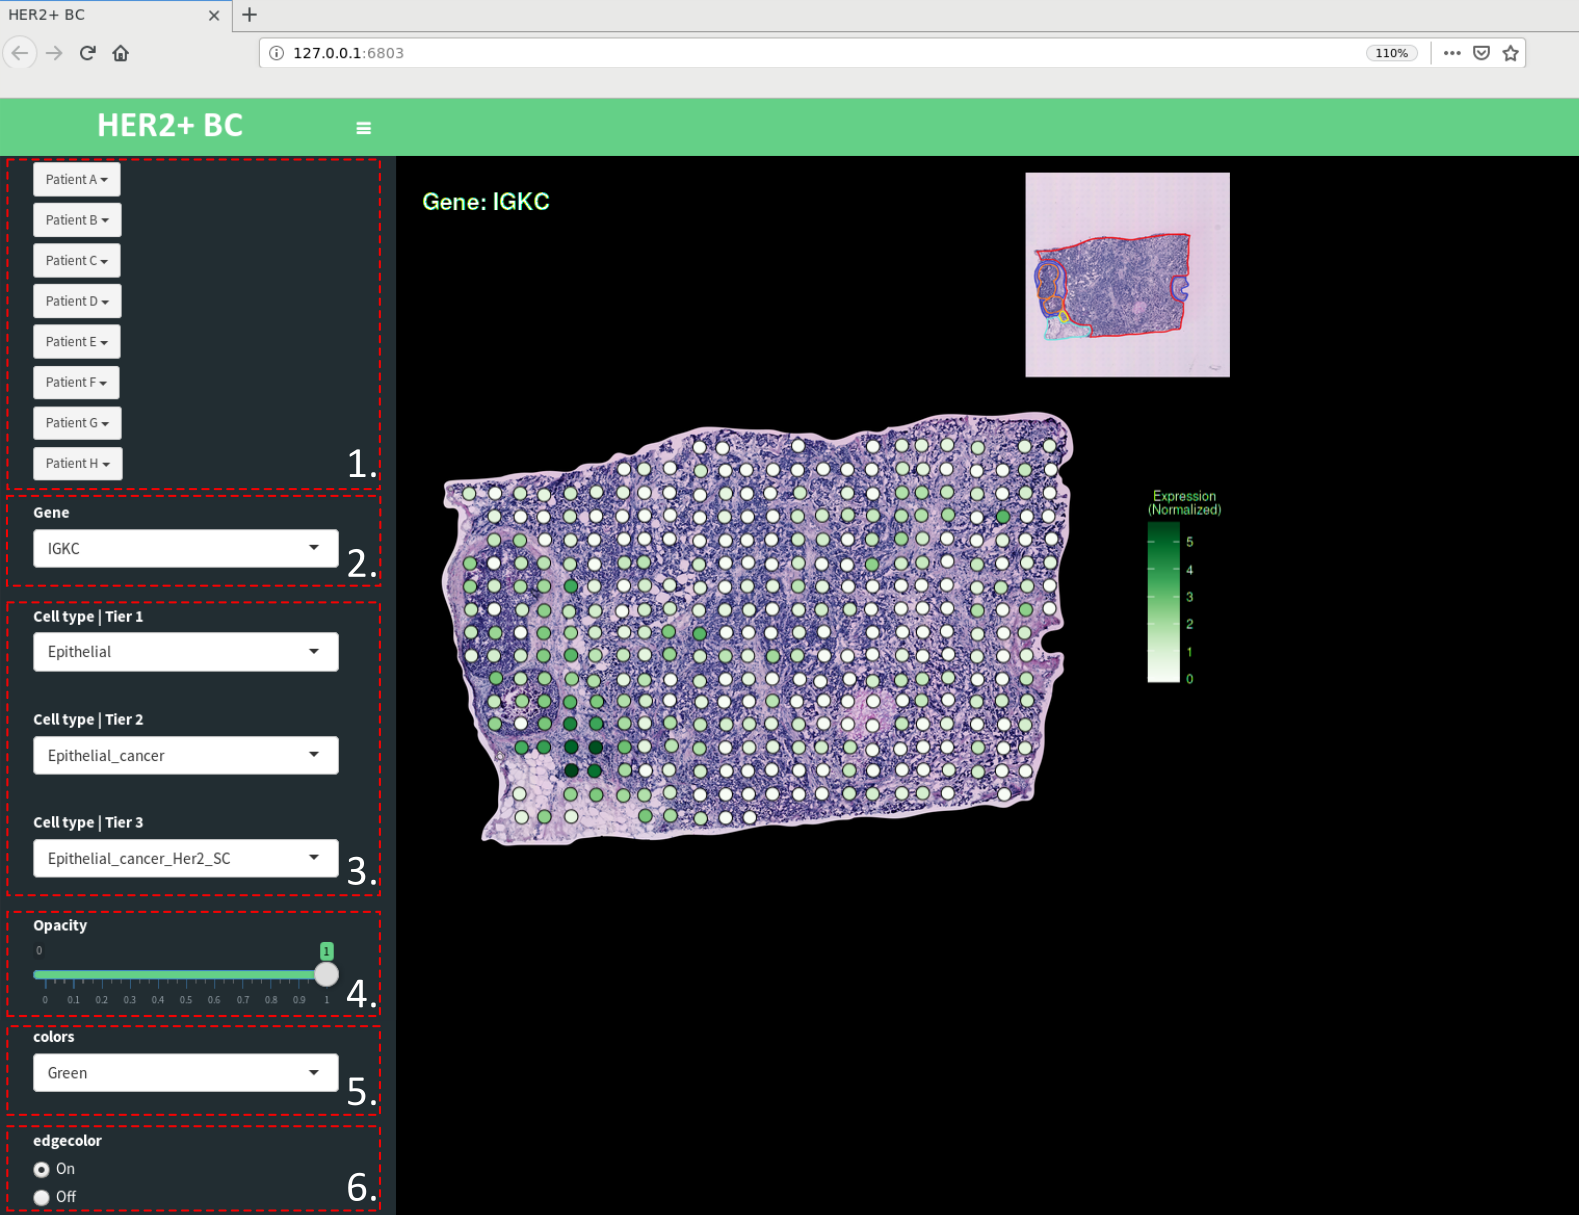 HER2+ BC
127.0.0.1:6803
110%
HER2+ BC
Patient A
Patient B
Patient C
Patient D
Patient E
Patient F
Patient G
Patient H
1.
Gene
IGKC
2.
Cell type | Tier 1
Epithelial
Cell type | Tier 2
Epithelial_cancer
Cell type | Tier 3
Epithelial_cancer_Her2_SC
3.
Opacity
0
1
0 0.1 0.2 0.3 0.4 0.5 0.6 0.7 0.8 0.9 1
4.
colors
Green
5.
edgecolor
On
Off
6.
Gene: IGKC
Expression
(Normalized)
5
4
3
2
1
0